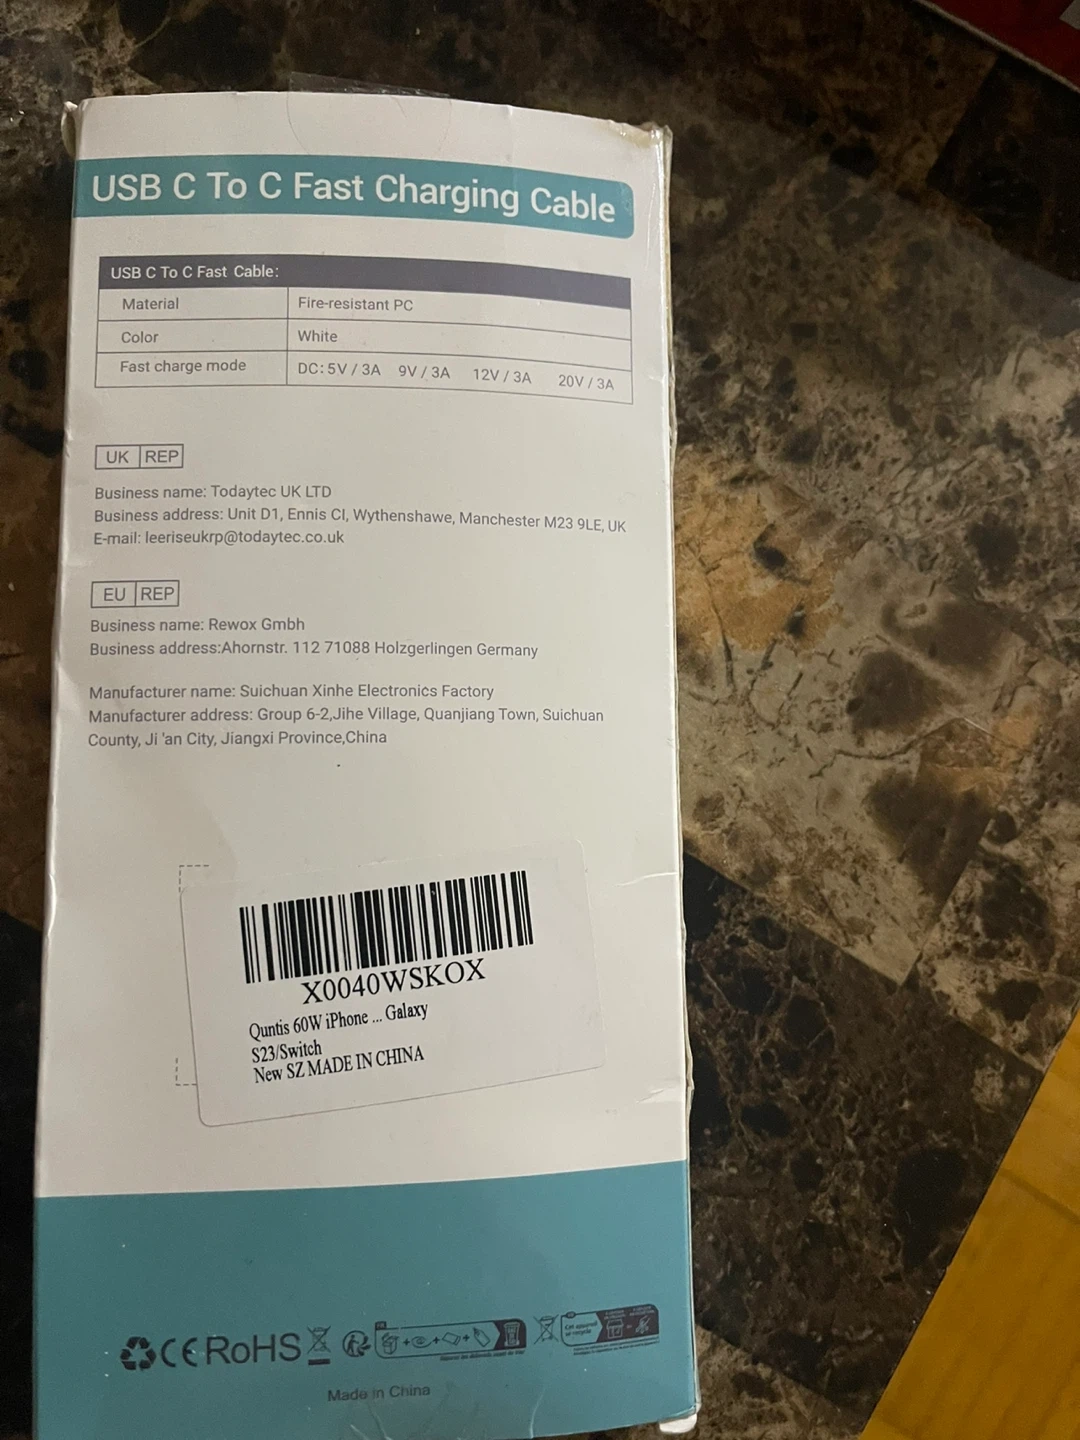 USB C To C Fast Charging Cable
USB C To C Fast Cable:
Material Fire-resistant PC
Color White
Fast charge mode DC: 5V / 3A 9V / 3A 12V / 3A 20V / 3A
UK REP
Business name: Todaytec UK LTD
Business address: Unit D1, Ennis Cl, Wythenshawe, Manchester M23 9LE, UK
E-mail: leeriseukrp@todaytec.co.uk
EU REP
Business name: Rewox Gmbh
Business address:Ahornstr. 112 71088 Holzgerlingen Germany
Manufacturer name: Suichuan Xinhe Electronics Factory
Manufacturer address: Group 6-2,Jihe Village, Quanjiang Town, Suichuan
County, Ji 'an City, Jiangxi Province,China
X0040WSKOX
Quntis 60W iPhone ... Galaxy
S23/Switch
New SZ MADE IN CHINA
CE RoHS
Made in China